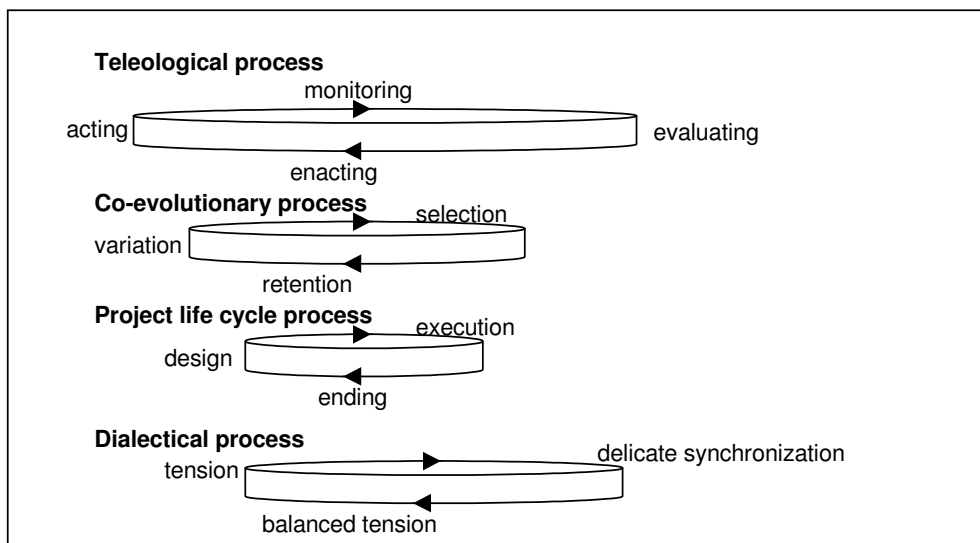 Teleological process
monitoring
acting
evaluating
enacting
Co-evolutionary process
selection
variation
retention
Project life cycle process
execution
design
ending
Dialectical process
delicate synchronization
tension
balanced tension